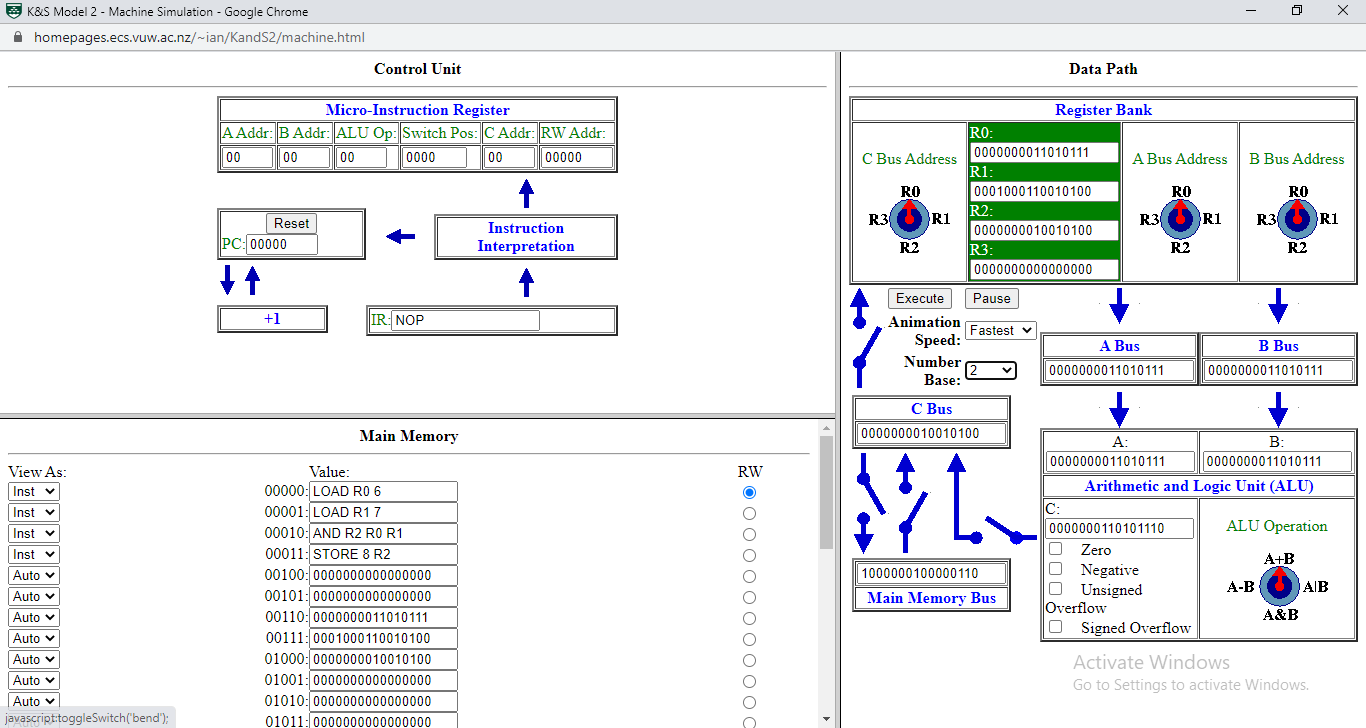 K&S Model 2 - Machine Simulation - Google Chrome
homepages.ecs.vuw.ac.nz/~ian/KandS2/machine.html
Control Unit
Micro-Instruction Register
A Addr: B Addr: ALU Op: Switch Pos: C Addr: RW Addr:
00 00 00 0000 00 00000
Reset
PC: 00000
Instruction
Interpretation
+1
IR: NOP
Main Memory
View As: Value: RW
Inst 00000: LOAD R0 6
Inst 00001: LOAD R1 7
Inst 00010: AND R2 R0 R1
Inst 00011: STORE 8 R2
Auto 00100: 0000000000000000
Auto 00101: 0000000000000000
Auto 00110: 0000000011010111
Auto 00111: 0001000110010100
Auto 01000: 0000000010010100
Auto 01001: 0000000000000000
Auto 01010: 0000000000000000
01011: 0000000000000000
javascript:toggleSwitch('bend');
Data Path
Register Bank
C Bus Address
R0
R3 R1
R2
R0:
0000000011010111
R1:
0001000110010100
R2:
0000000010010100
R3:
0000000000000000
A Bus Address
R0
R3 R1
R2
B Bus Address
R0
R3 R1
R2
Execute Pause
Animation
Speed: Fastest
Number
Base: 2
A Bus
0000000011010111
B Bus
0000000011010111
C Bus
0000000010010100
A:
0000000011010111
B:
0000000011010111
Arithmetic and Logic Unit (ALU)
C:
0000000110101110
Zero
Negative
Unsigned
Overflow
Signed Overflow
ALU Operation
A+B
A-B A|B
A&B
1000000100000110
Main Memory Bus
Activate Windows
Go to Settings to activate Windows.